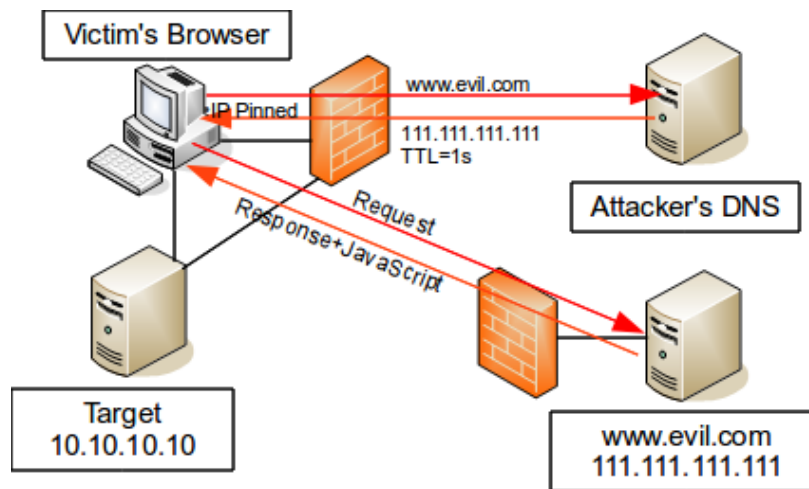 Victim's Browser
www.evil.com
IP Pinned
111.111.111.111
TTL=1s
Attacker's DNS
Request
Response+JavaScript
Target
10.10.10.10
www.evil.com
111.111.111.111